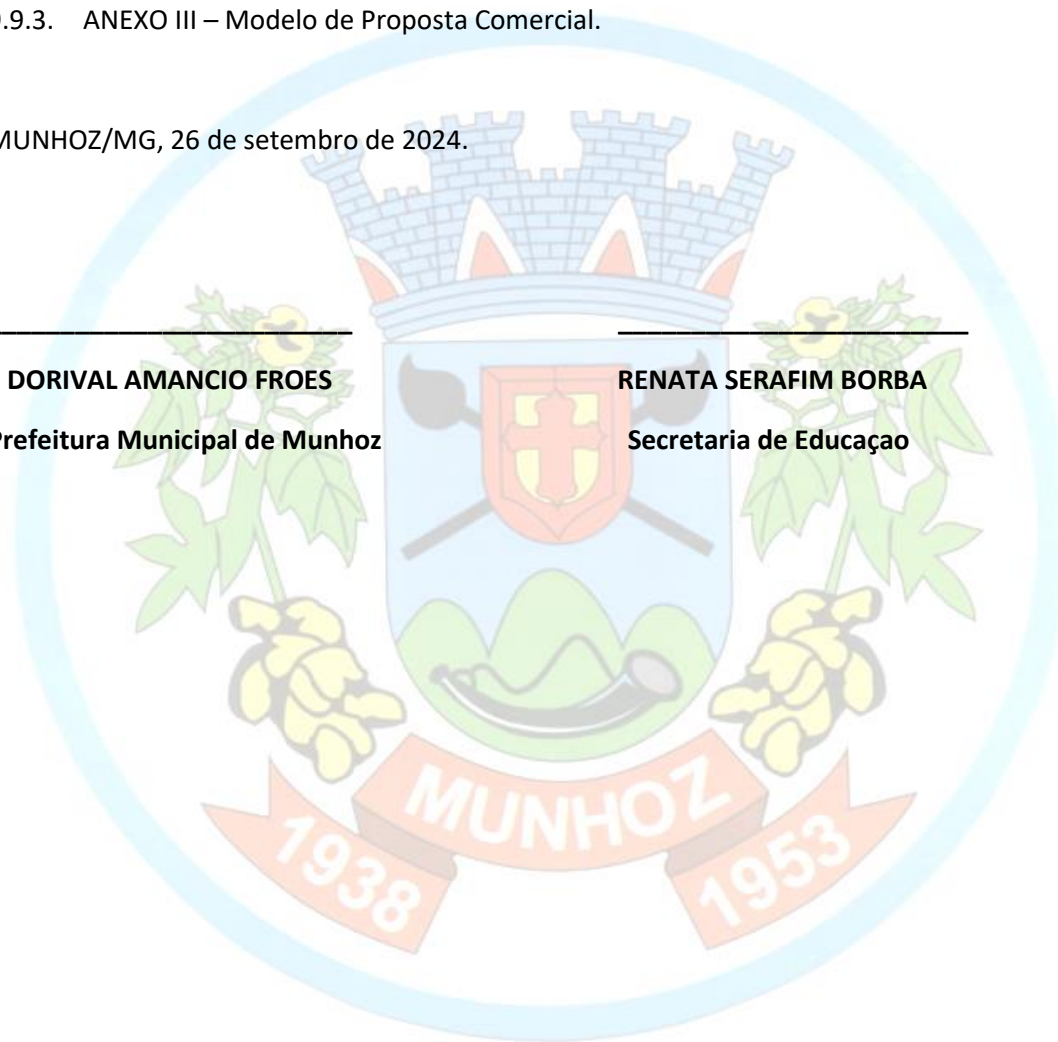 .9.3. ANEXO III – Modelo de Proposta Comercial.
MUNHOZ/MG, 26 de setembro de 2024.
DORIVAL AMANCIO FROES
RENATA SERAFIM BORBA
Prefeitura Municipal de Munhoz
Secretaria de Educaçao
MUNHOZ
1938
1953